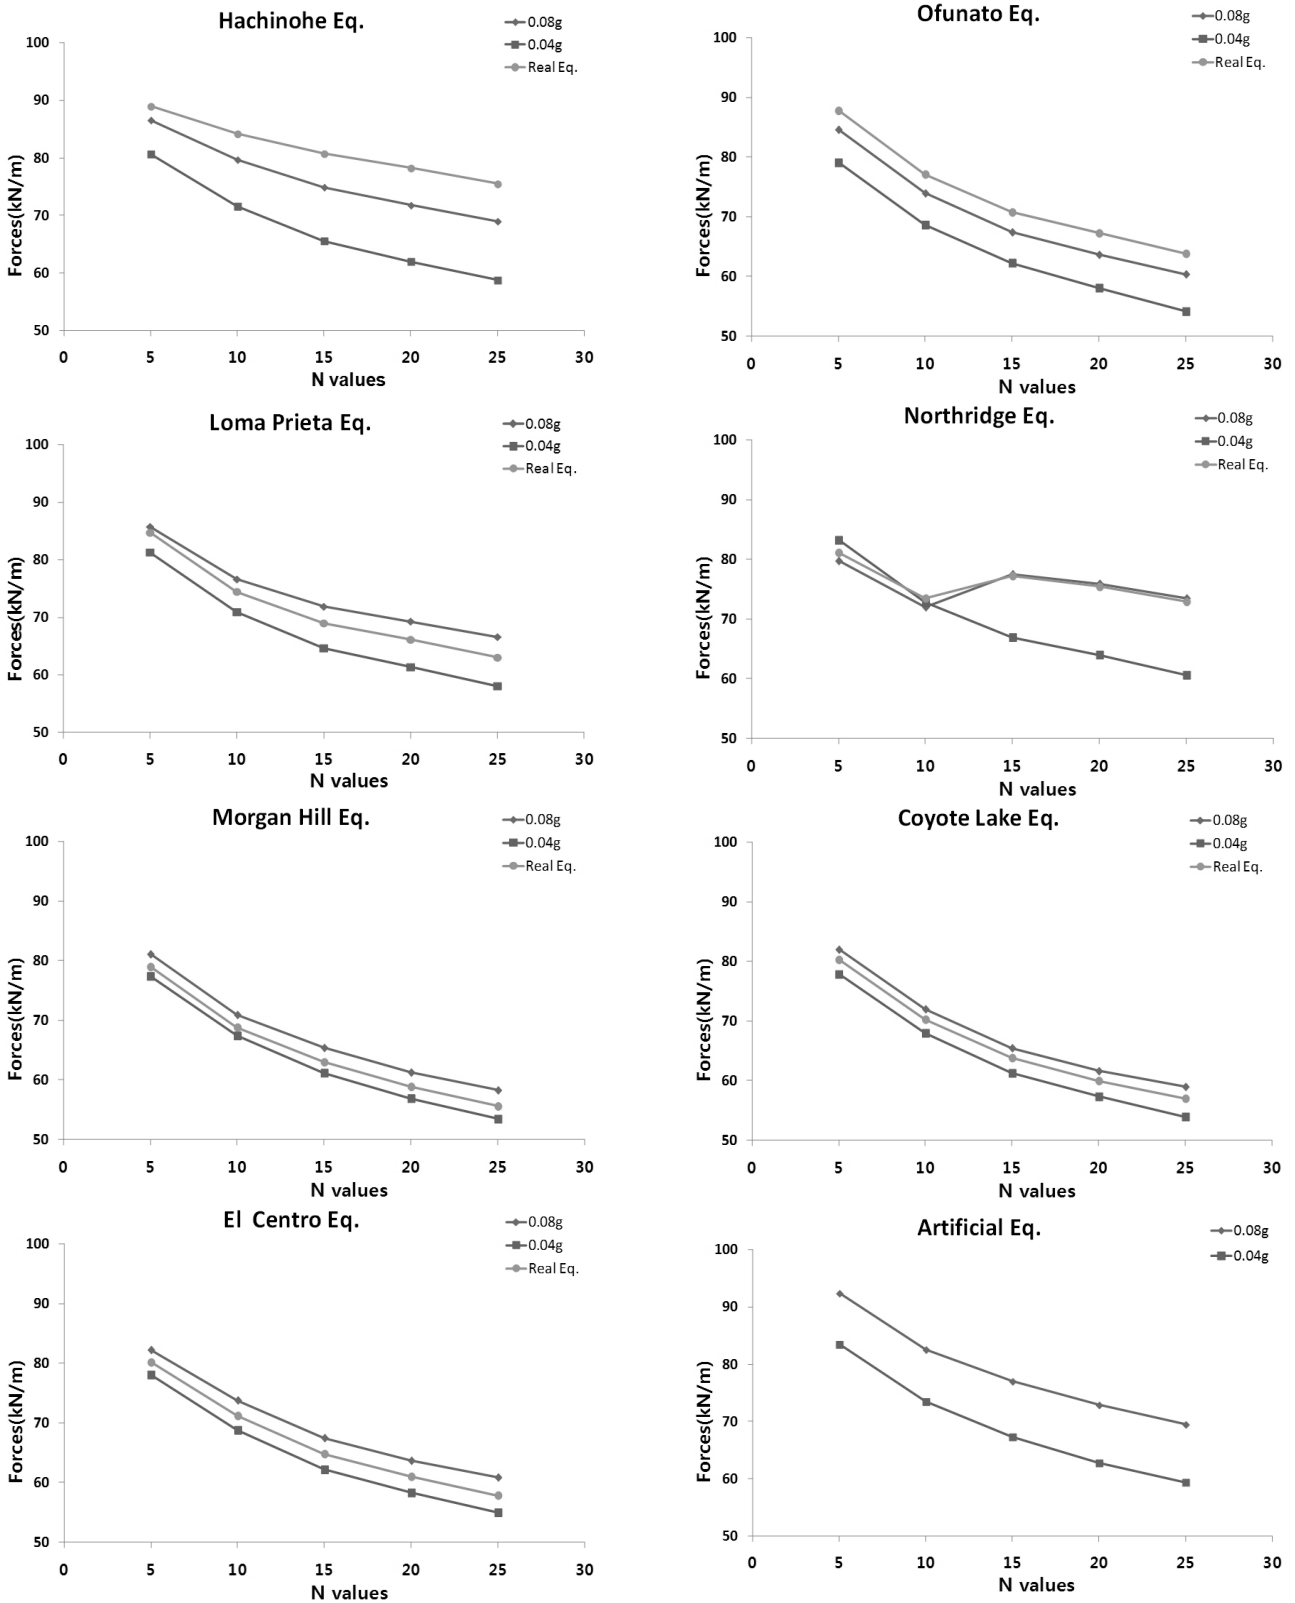 Hachinohe Eq.
0.08g
0.04g
Real Eq.
100
90
80
70
60
50
0 5 10 15 20 25 30
Forces(kN/m)
N values
Ofunato Eq.
0.08g
0.04g
Real Eq.
100
90
80
70
60
50
0 5 10 15 20 25 30
Forces(kN/m)
N values
Loma Prieta Eq.
0.08g
0.04g
Real Eq.
100
90
80
70
60
50
0 5 10 15 20 25 30
Forces(kN/m)
N values
Northridge Eq.
0.08g
0.04g
Real Eq.
100
90
80
70
60
50
0 5 10 15 20 25 30
Forces(kN/m)
N values
Morgan Hill Eq.
0.08g
0.04g
Real Eq.
100
90
80
70
60
50
0 5 10 15 20 25 30
Forces(kN/m)
N values
Coyote Lake Eq.
0.08g
0.04g
Real Eq.
100
90
80
70
60
50
0 5 10 15 20 25 30
Forces(kN/m)
N values
El Centro Eq.
0.08g
0.04g
Real Eq.
100
90
80
70
60
50
0 5 10 15 20 25 30
Forces(kN/m)
N values
Artificial Eq.
0.08g
0.04g
100
90
80
70
60
50
0 5 10 15 20 25 30
Forces(kN/m)
N values